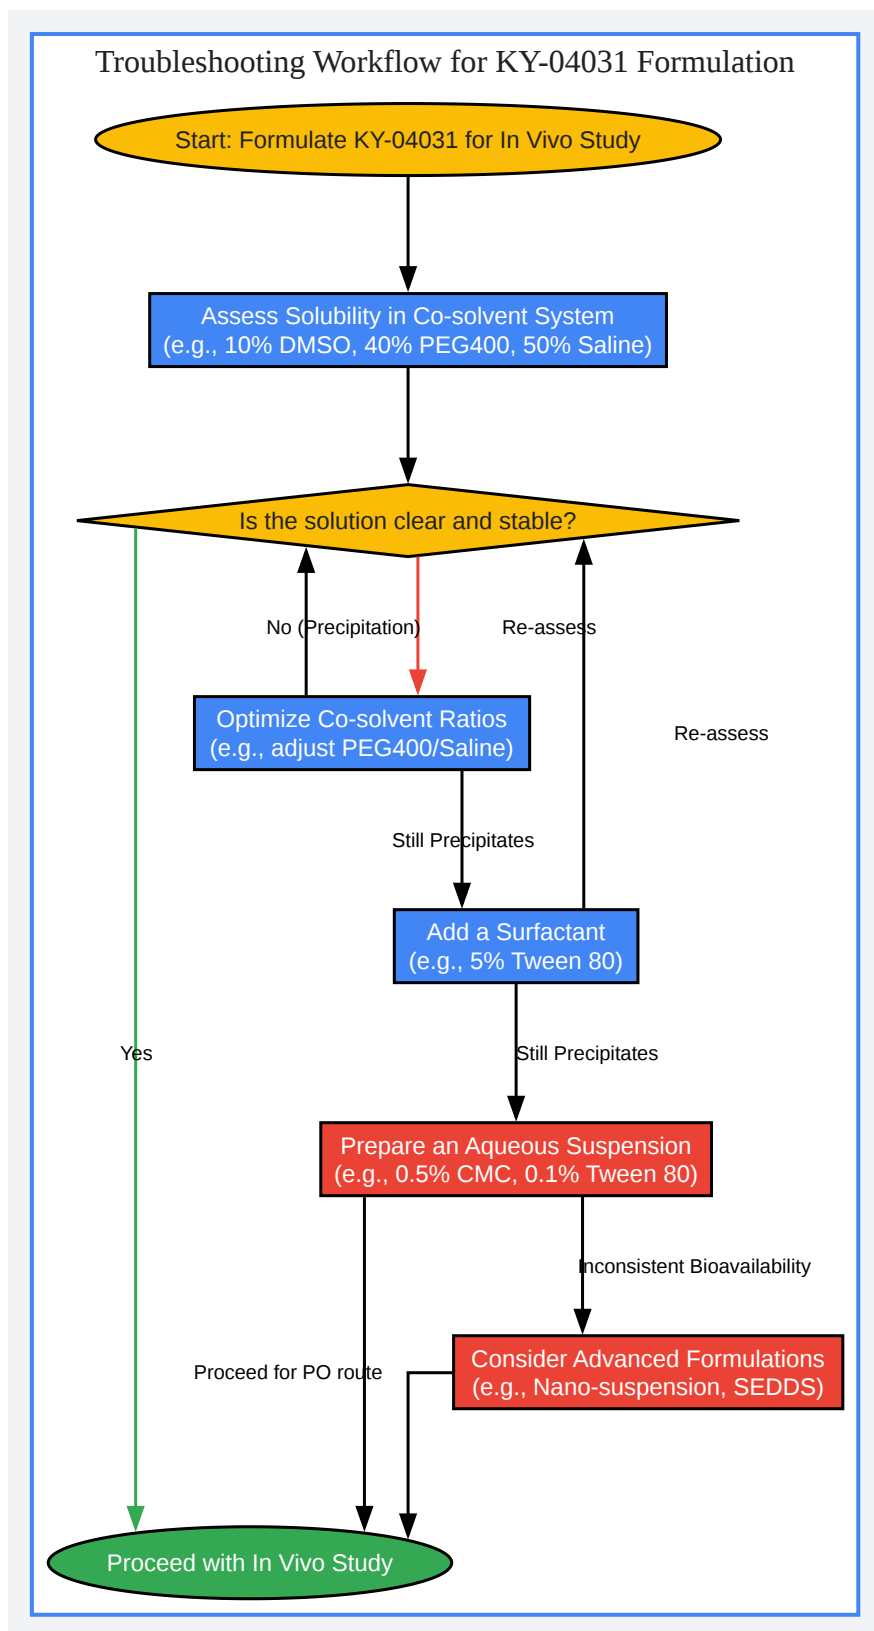 Troubleshooting Workflow for KY-04031 Formulation
Start: Formulate KY-04031 for In Vivo Study
Assess Solubility in Co-solvent System
(e.g., 10% DMSO, 40% PEG400, 50% Saline)
Is the solution clear and stable?
No (Precipitation)
Re-assess
Optimize Co-solvent Ratios
(e.g., adjust PEG400/Saline)
Re-assess
Still Precipitates
Add a Surfactant
(e.g., 5% Tween 80)
Yes
Still Precipitates
Prepare an Aqueous Suspension
(e.g., 0.5% CMC, 0.1% Tween 80)
Inconsistent Bioavailability
Consider Advanced Formulations
(e.g., Nano-suspension, SEDDS)
Proceed for PO route
Proceed with In Vivo Study